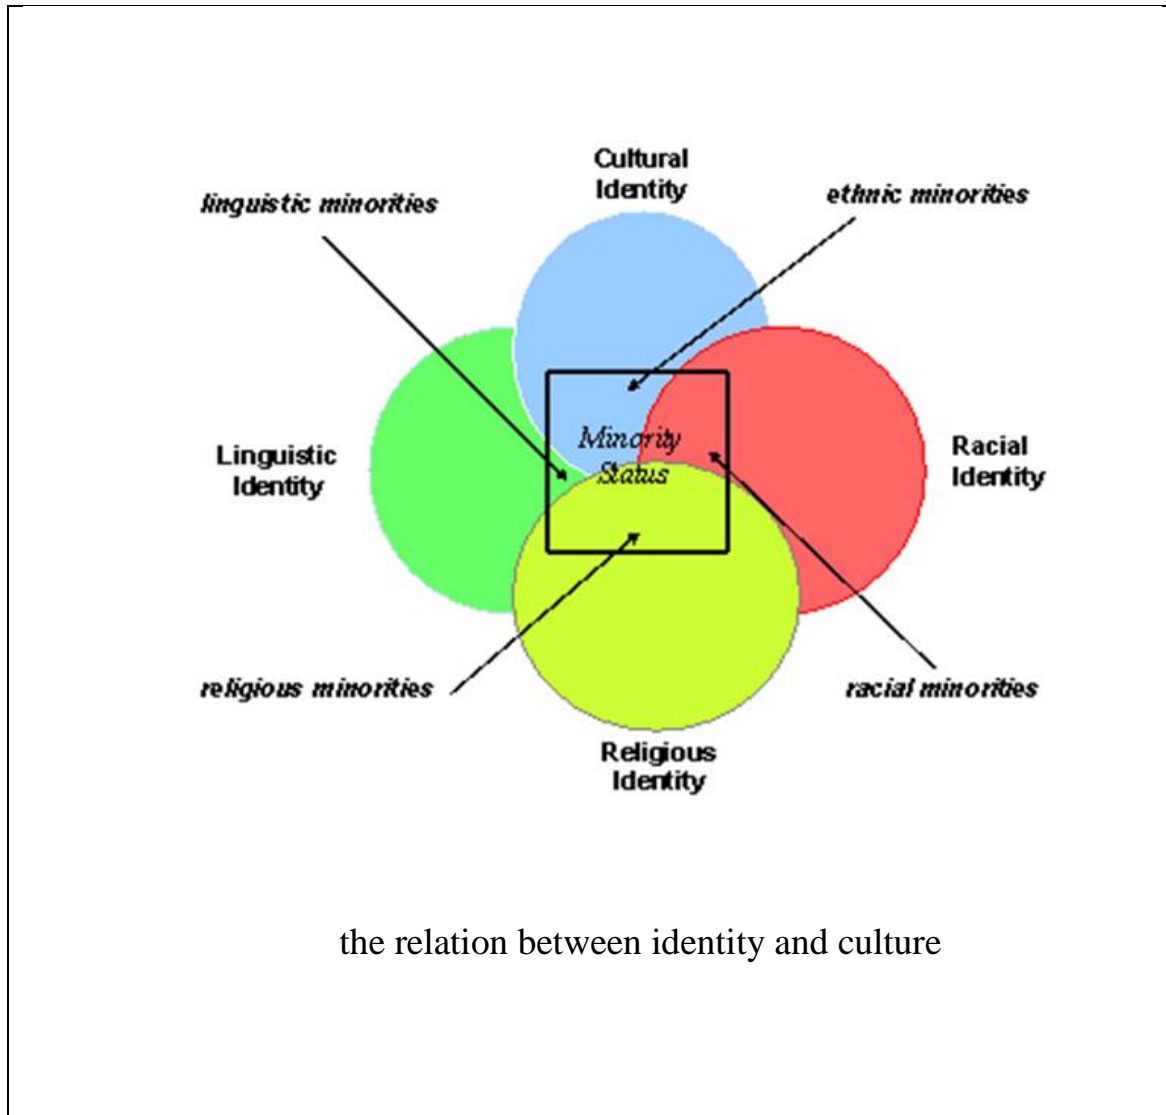 Cultural
Identity
linguistic minorities
ethnic minorities
Minority
Status
Linguistic
Identity
Racial
Identity
religious minorities
racial minorities
Religious
Identity
the relation between identity and culture